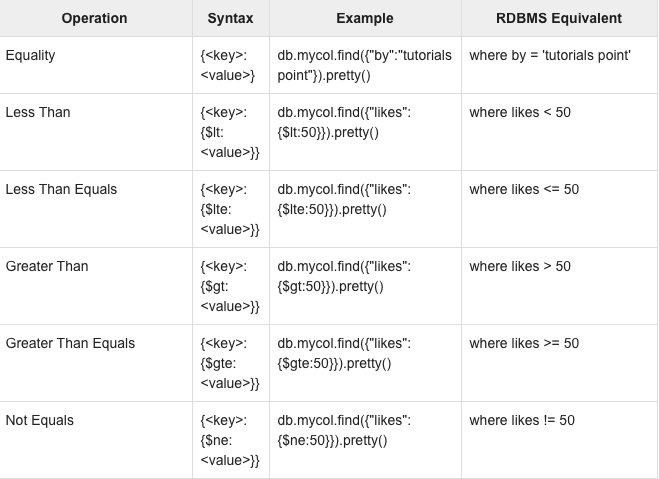 Operation Syntax Example RDBMS Equivalent
Equality {<key>: db.mycol.find({"by":"tutorials where by = 'tutorials point'
<value>} point"}).pretty()
Less Than {<key>: db.mycol.find({"likes": where likes < 50
{$lt: {$lt:50}}).pretty()
<value>}}
Less Than Equals {<key>: db.mycol.find({"likes": where likes <= 50
{$lte: {$lte:50}}).pretty()
<value>}}
Greater Than {<key>: db.mycol.find({"likes": where likes > 50
{$gt: {$gt:50}}).pretty()
<value>}}
Greater Than Equals {<key>: db.mycol.find({"likes": where likes >= 50
{$gte: {$gte:50}}).pretty()
<value>}}
Not Equals {<key>: db.mycol.find({"likes": where likes != 50
{$ne: {$ne:50}}).pretty()
<value>}}